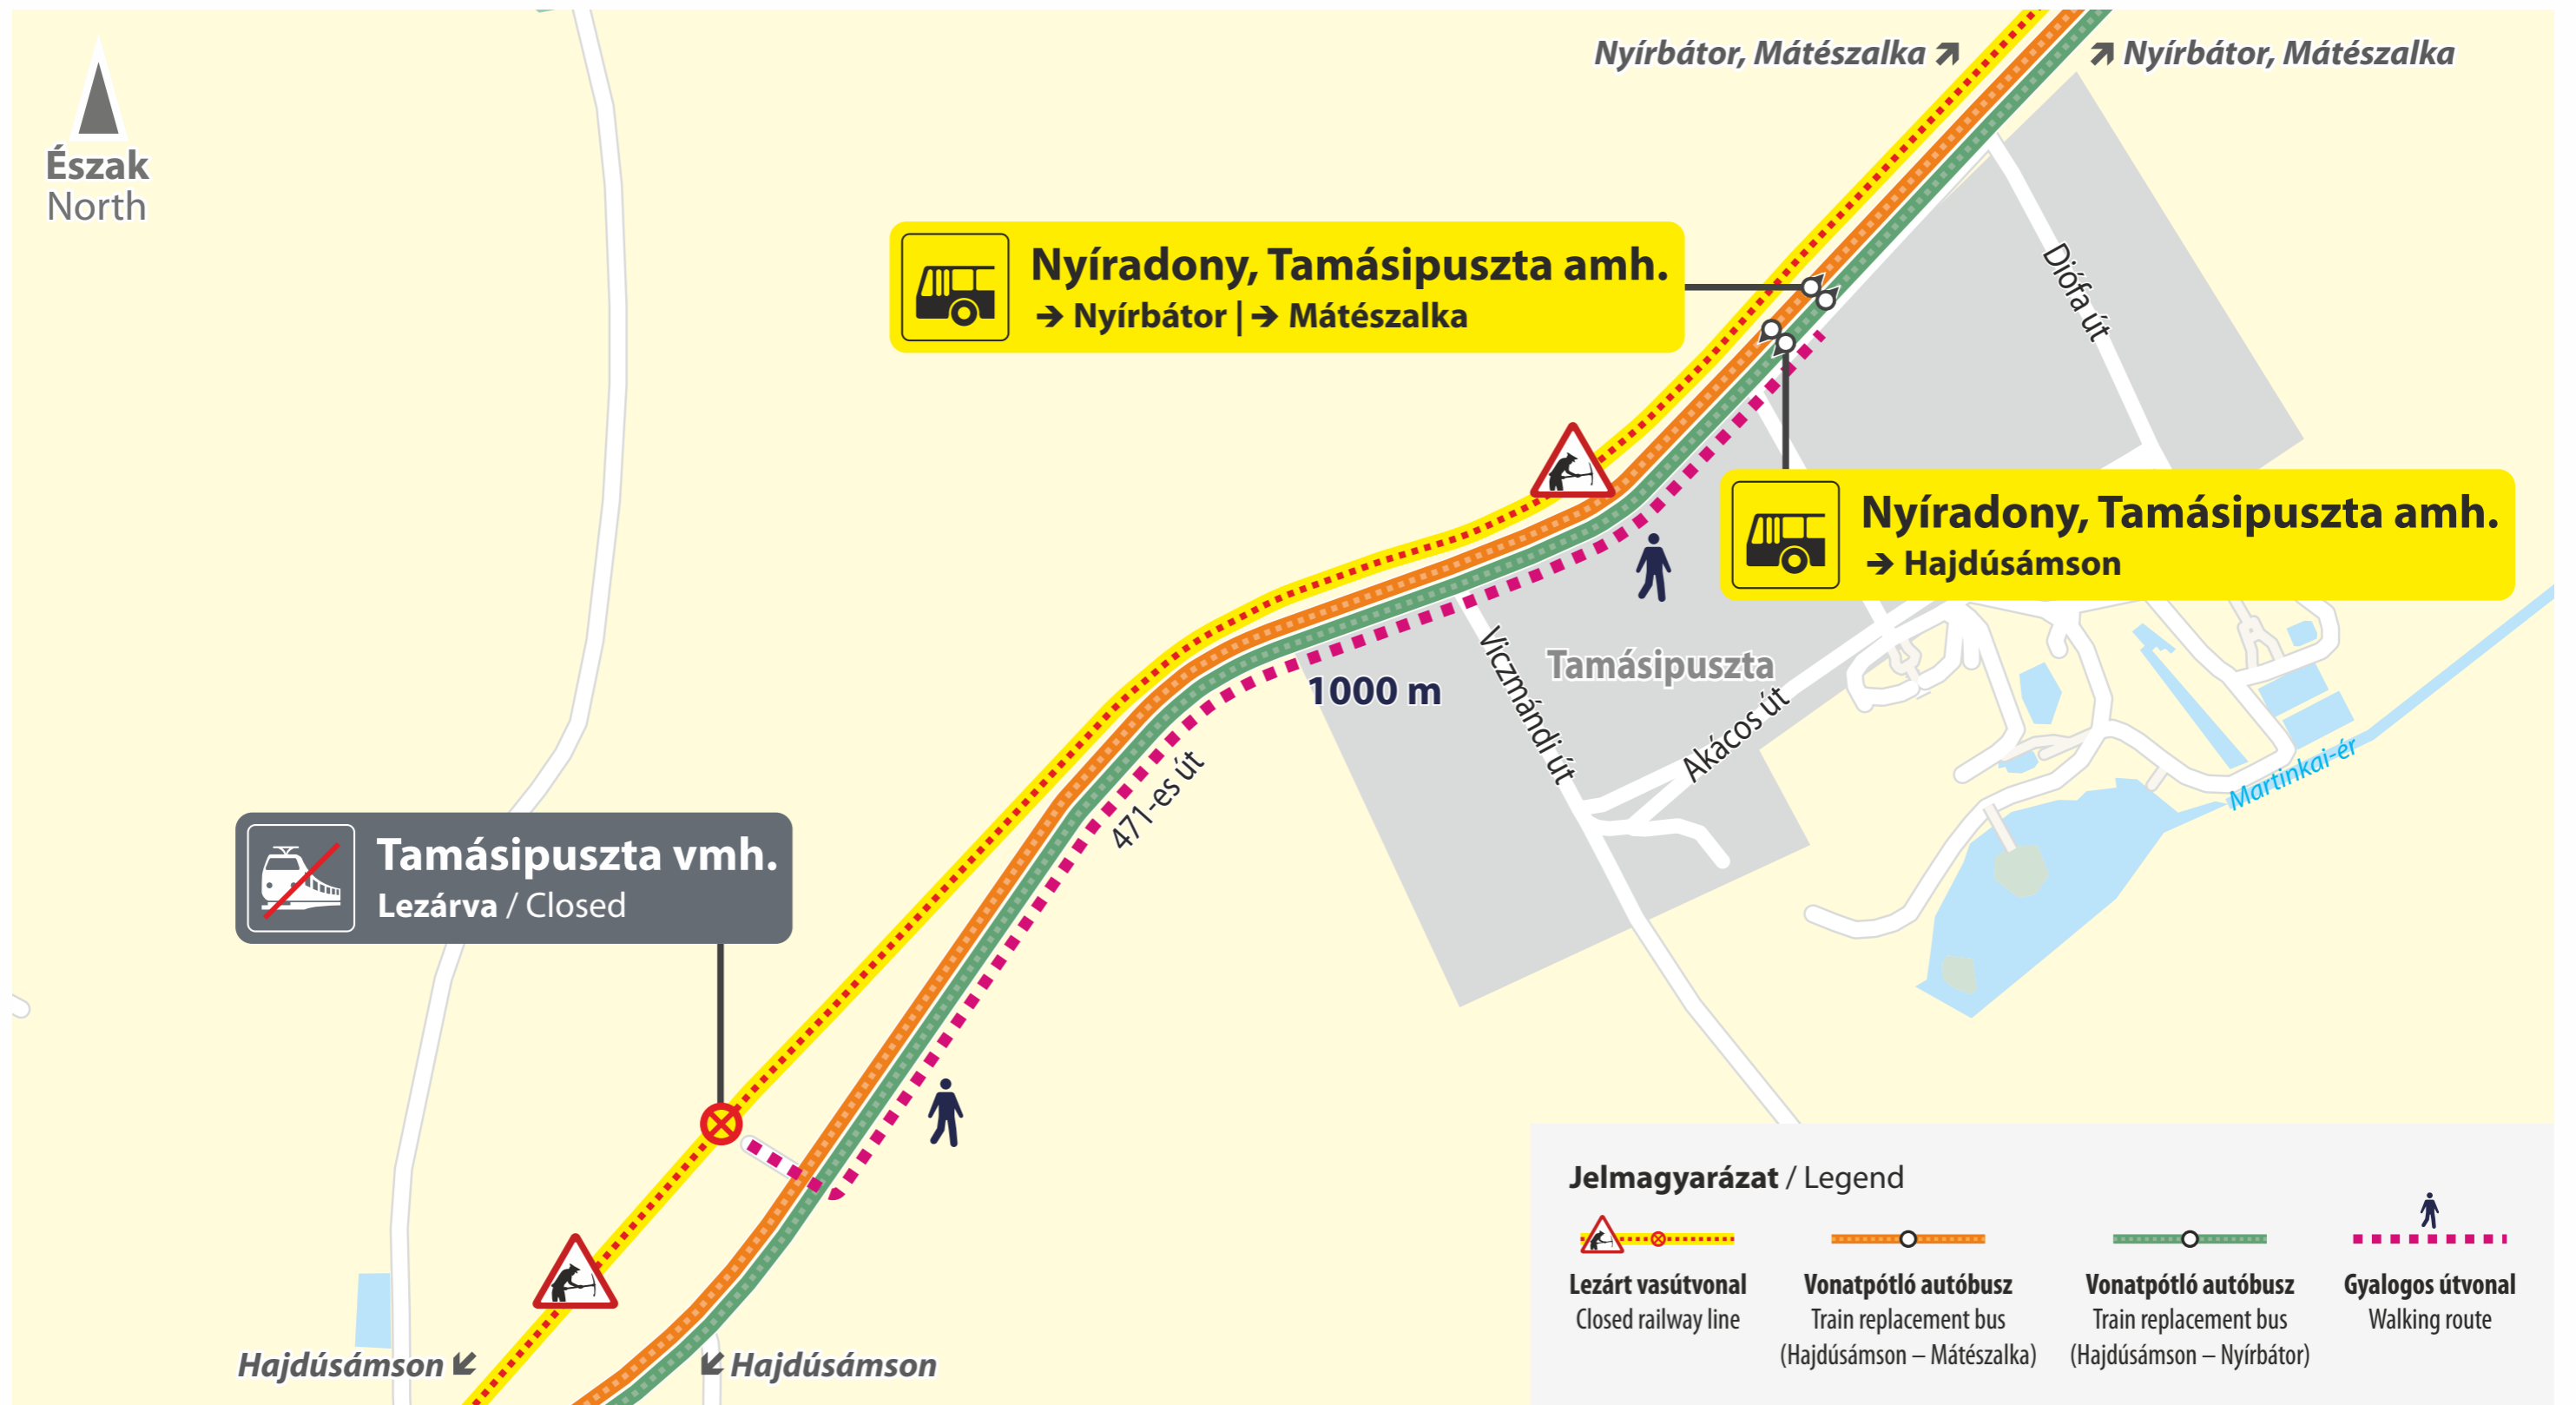 Nyírbátor, Mátészalka
Nyírbátor, Mátészalka
Észak
North
Nyíradony, Tamásipuszta amh.
➔ Nyírbátor | ➔ Mátészalka
Diófa út
Nyíradony, Tamásipuszta amh.
➔ Hajdúsámson
Tamásipuszta
1000 m
Viczmándi út
Akácos út
471-es út
Martinkai-ér
Tamásipuszta vmh.
Lezárva / Closed
Hajdúsámson
Hajdúsámson
Jelmagyarázat / Legend
Lezárt vasútvonal
Closed railway line
Vonatpótló autóbusz
Train replacement bus
(Hajdúsámson – Mátészalka)
Vonatpótló autóbusz
Train replacement bus
(Hajdúsámson – Nyírbátor)
Gyalogos útvonal
Walking route